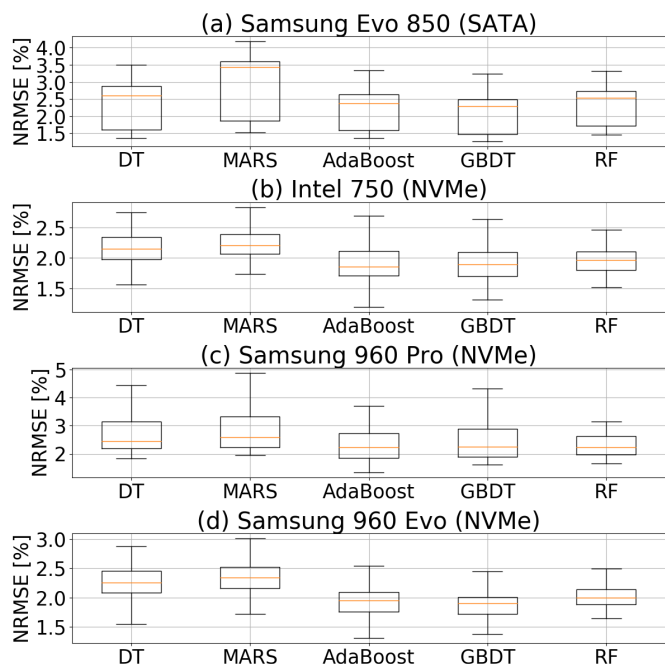 (a) Samsung Evo 850 (SATA)
NRMSE [%]
4.0
3.5
3.0
2.5
2.0
1.5
DT MARS AdaBoost GBDT RF
(b) Intel 750 (NVMe)
NRMSE [%]
2.5
2.0
1.5
DT MARS AdaBoost GBDT RF
(c) Samsung 960 Pro (NVMe)
NRMSE [%]
5
4
3
2
DT MARS AdaBoost GBDT RF
(d) Samsung 960 Evo (NVMe)
NRMSE [%]
3.0
2.5
2.0
1.5
DT MARS AdaBoost GBDT RF